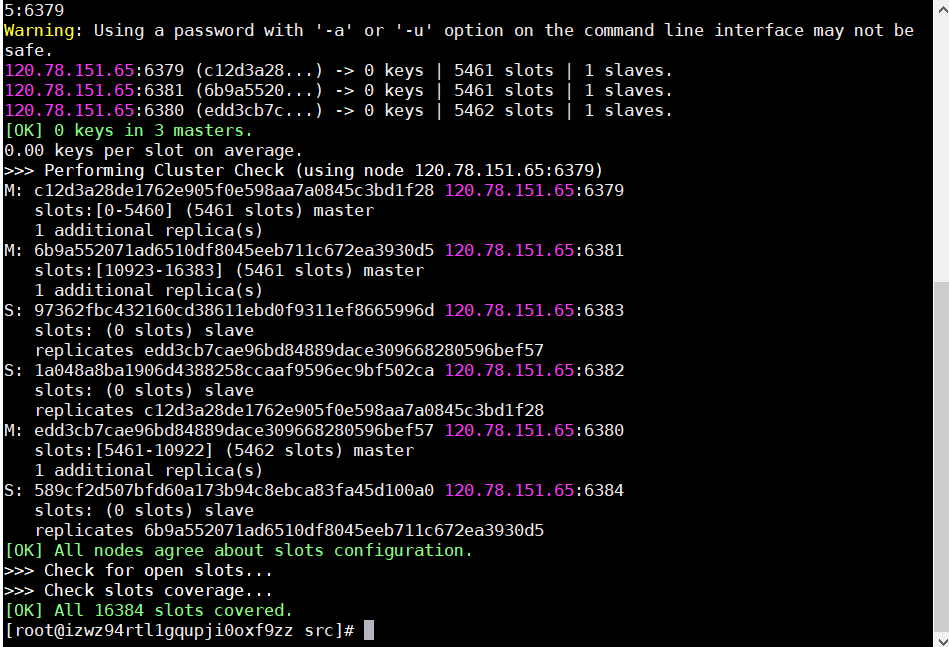 5:6379
Warning: Using a password with '-a' or '-u' option on the command line interface may not be
safe.
120.78.151.65:6379 (c12d3a28...) -> 0 keys | 5461 slots | 1 slaves.
120.78.151.65:6381 (6b9a5520...) -> 0 keys | 5461 slots | 1 slaves.
120.78.151.65:6380 (edd3cb7c...) -> 0 keys | 5462 slots | 1 slaves.
[OK] 0 keys in 3 masters.
0.00 keys per slot on average.
>>> Performing Cluster Check (using node 120.78.151.65:6379)
M: c12d3a28de1762e905f0e598aa7a0845c3bd1f28 120.78.151.65:6379
   slots:[0-5460] (5461 slots) master
   1 additional replica(s)
M: 6b9a552071ad6510df8045eeb711c672ea3930d5 120.78.151.65:6381
   slots:[10923-16383] (5461 slots) master
   1 additional replica(s)
S: 97362fbc432160cd38611ebd0f9311ef8665996d 120.78.151.65:6383
   slots: (0 slots) slave
   replicates edd3cb7cae96bd84889dace309668280596bef57
S: 1a048a8ba1906d4388258ccaaf9596ec9bf502ca 120.78.151.65:6382
   slots: (0 slots) slave
   replicates c12d3a28de1762e905f0e598aa7a0845c3bd1f28
M: edd3cb7cae96bd84889dace309668280596bef57 120.78.151.65:6380
   slots:[5461-10922] (5462 slots) master
   1 additional replica(s)
S: 589cf2d507bfd60a173b94c8ebca83fa45d100a0 120.78.151.65:6384
   slots: (0 slots) slave
   replicates 6b9a552071ad6510df8045eeb711c672ea3930d5
[OK] All nodes agree about slots configuration.
>>> Check for open slots...
>>> Check slots coverage...
[OK] All 16384 slots covered.
[root@izwz94rtl1gqupji0oxf9zz src]#